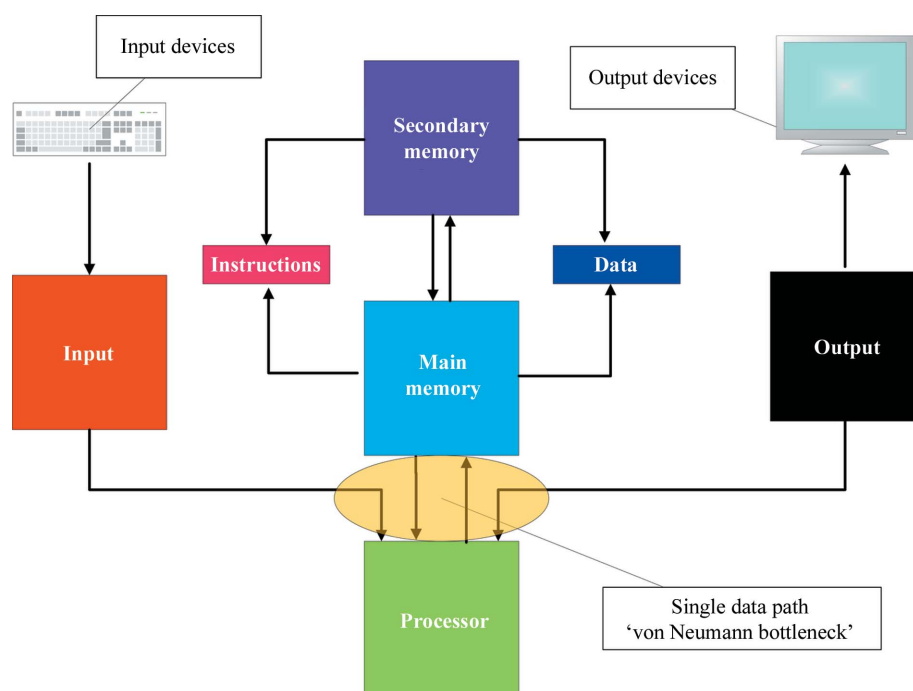 Input devices
Output devices
Secondary
memory
Instructions
Data
Input
Main
memory
Output
Processor
Single data path
‘von Neumann bottleneck’